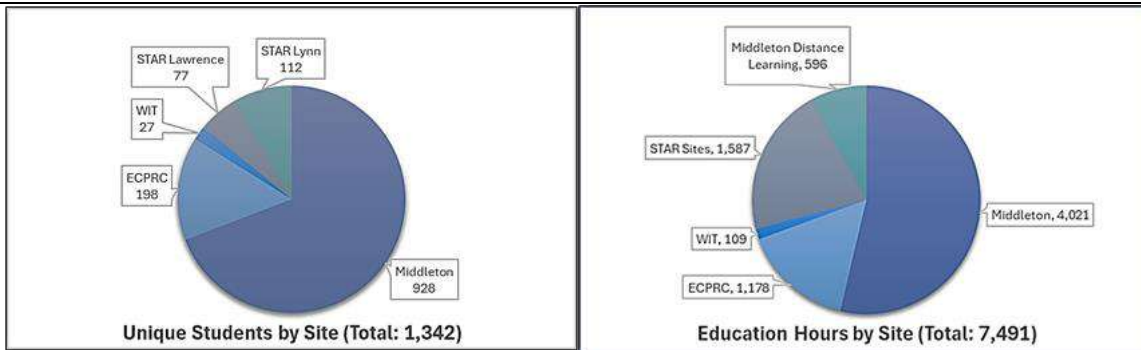 STAR Lawrence
77
STAR Lynn
112
WIT
27
ECPRC
198
Middleton
928
Unique Students by Site (Total: 1,342)
Middleton Distance
Learning, 596
STAR Sites, 1,587
Middleton, 4,021
WIT, 109
ECPRC, 1,178
Education Hours by Site (Total: 7,491)